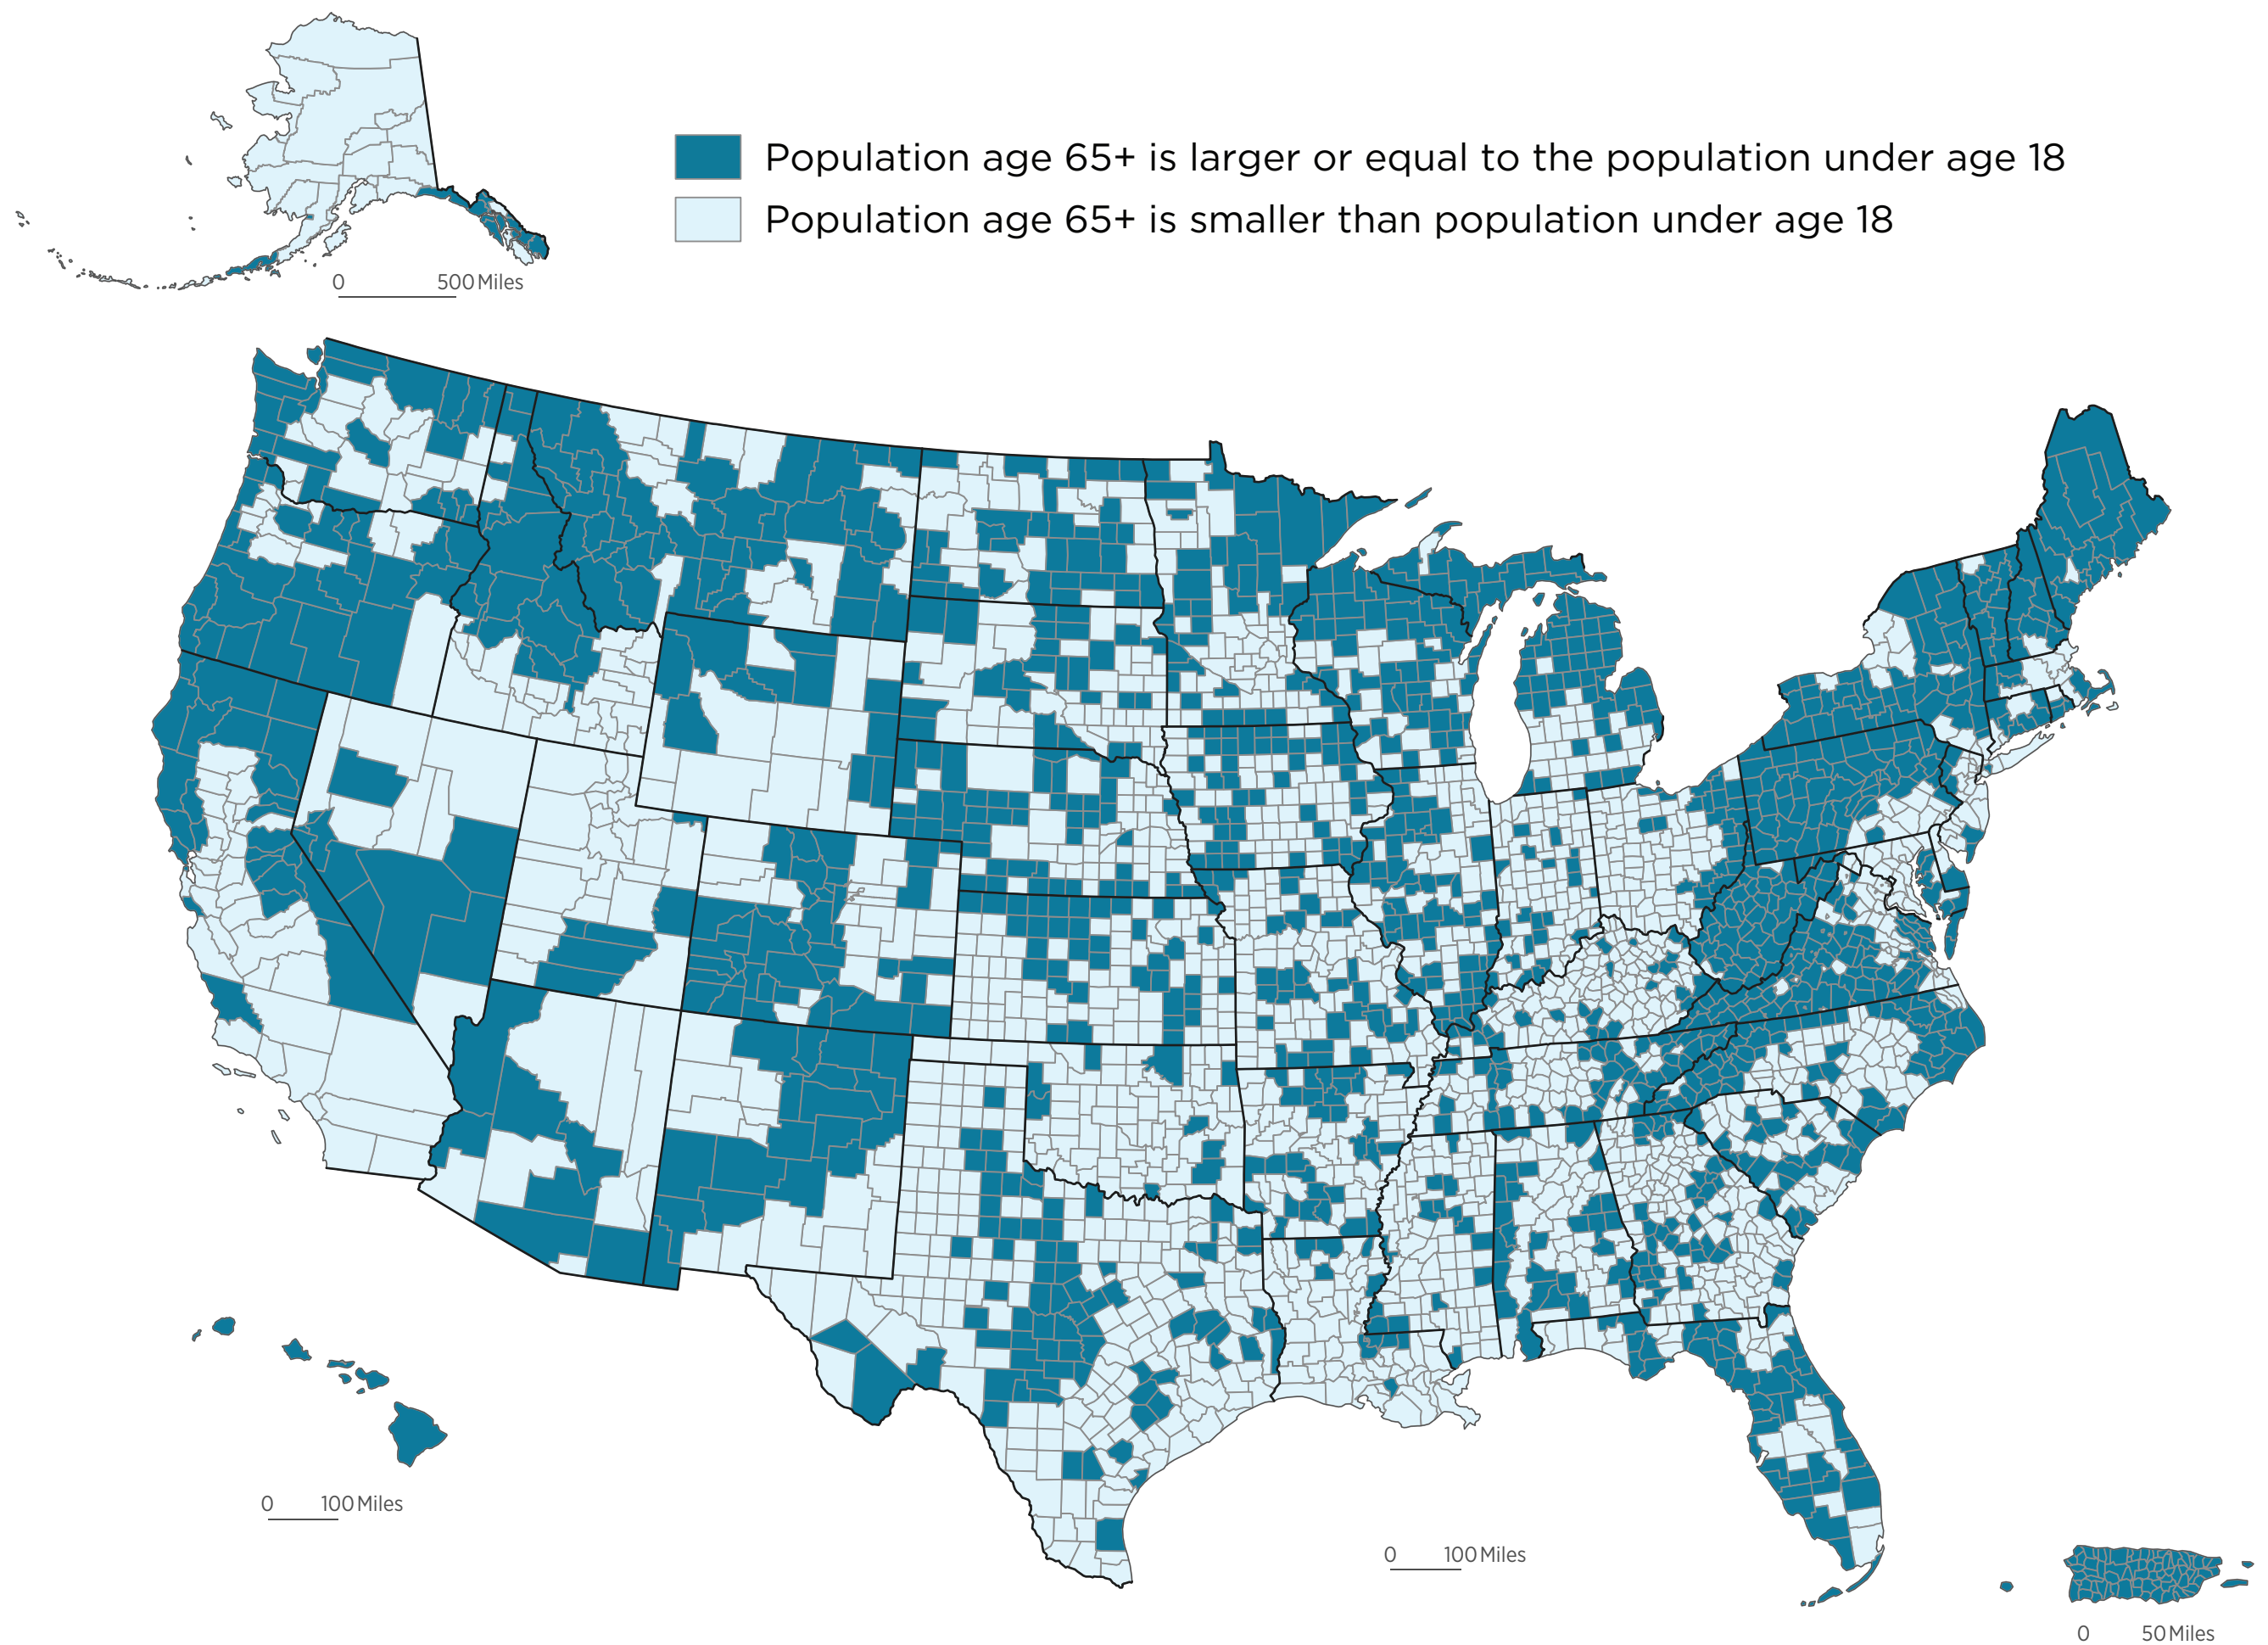 Population age 65+ is larger or equal to the population under age 18
Population age 65+ is smaller than population under age 18
0 500 Miles
0 100 Miles
0 100 Miles
0 50 Miles